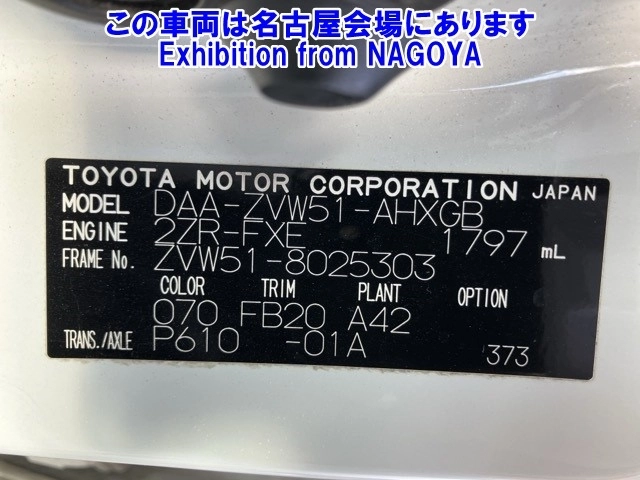 この車両は名古屋会場にあります
Exhibition from NAGOYA
TOYOTA MOTOR CORPORATION JAPAN
MODEL DAA-ZVW51-AHXGB
ENGINE 2ZR-FXE 1797 mL
FRAME No. ZVW51-8025303
COLOR TRIM PLANT OPTION
070 FB20 A42
TRANS./AXLE P610 -01A 373